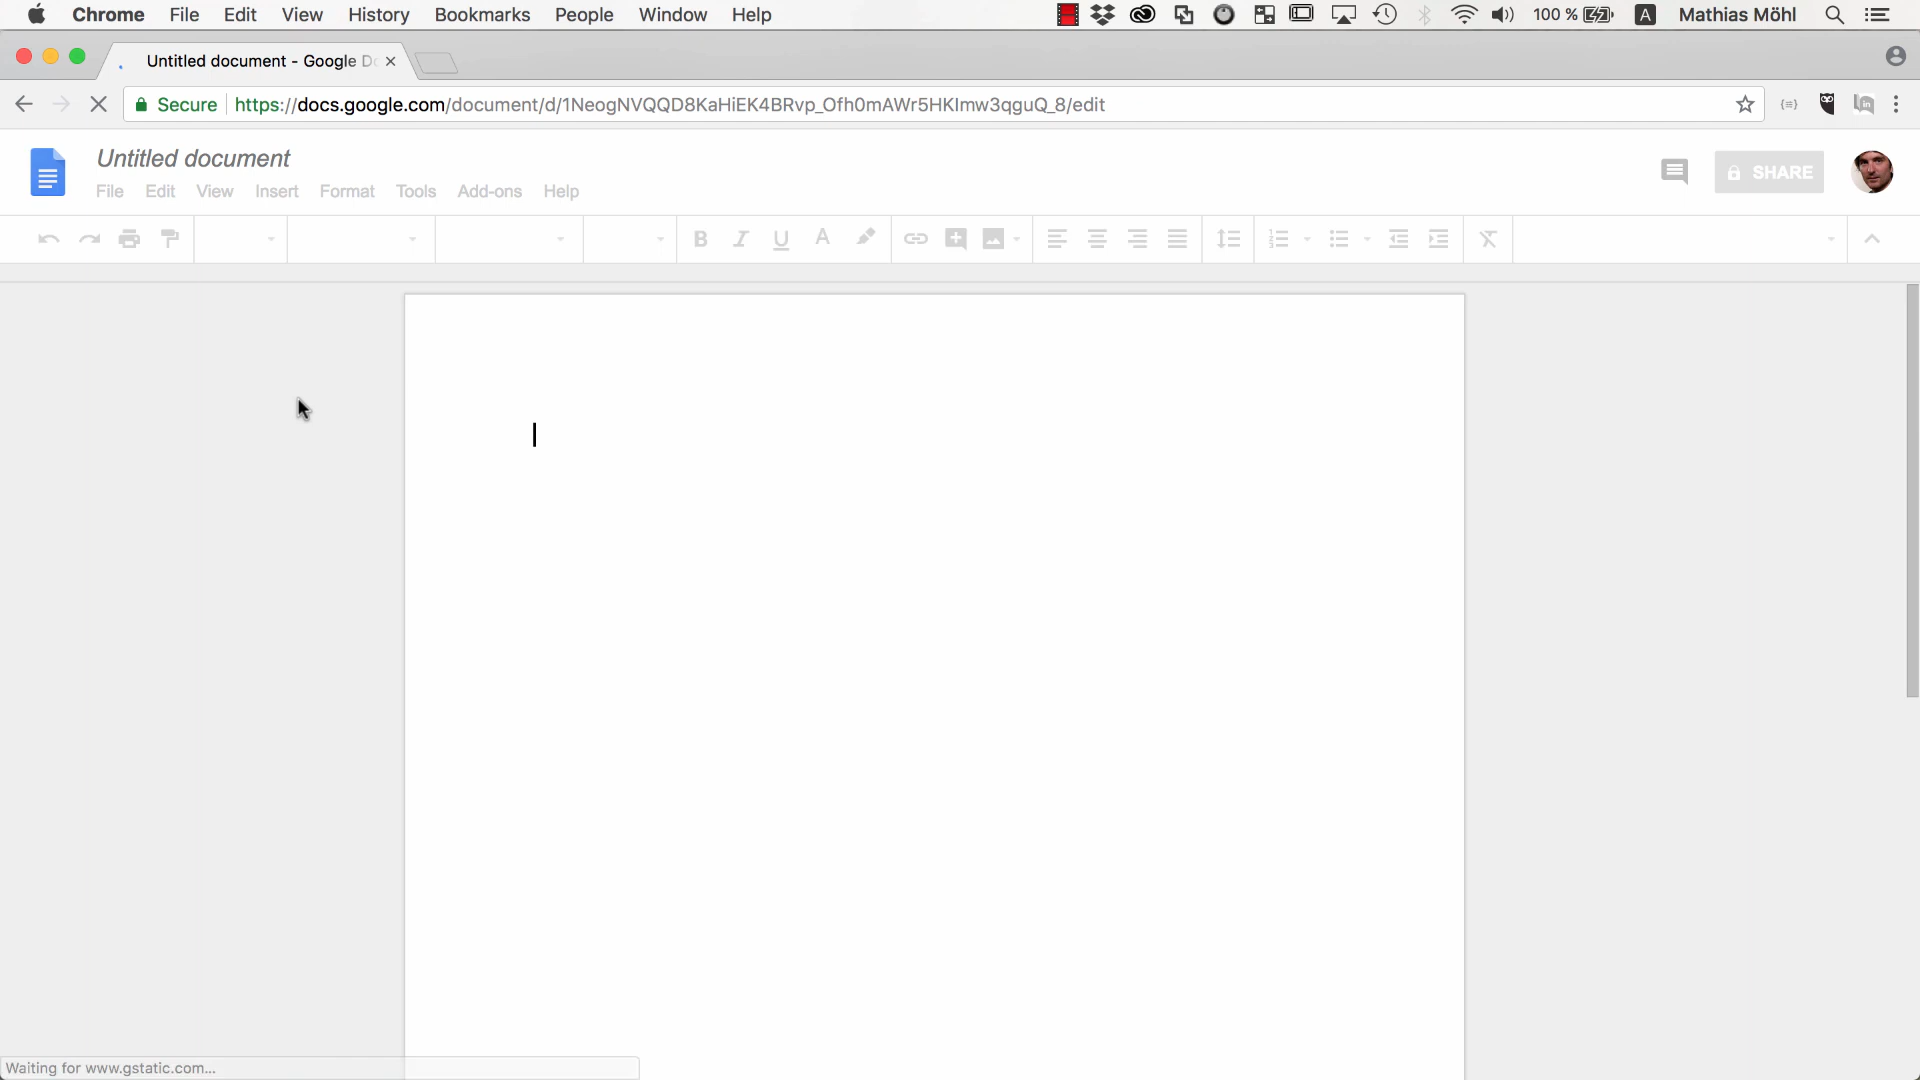 Chrome File Edit View History Bookmarks People Window Help 100 % A Mathias Möhl
Untitled document - Google D
Secure https://docs.google.com/document/d/1NeogNVQQD8KaHiEK4BRvp_Ofh0mAWr5HKImw3qguQ_8/edit
Untitled document
SHARE
File Edit View Insert Format Tools Add-ons Help
B I U A
Waiting for www.gstatic.com...